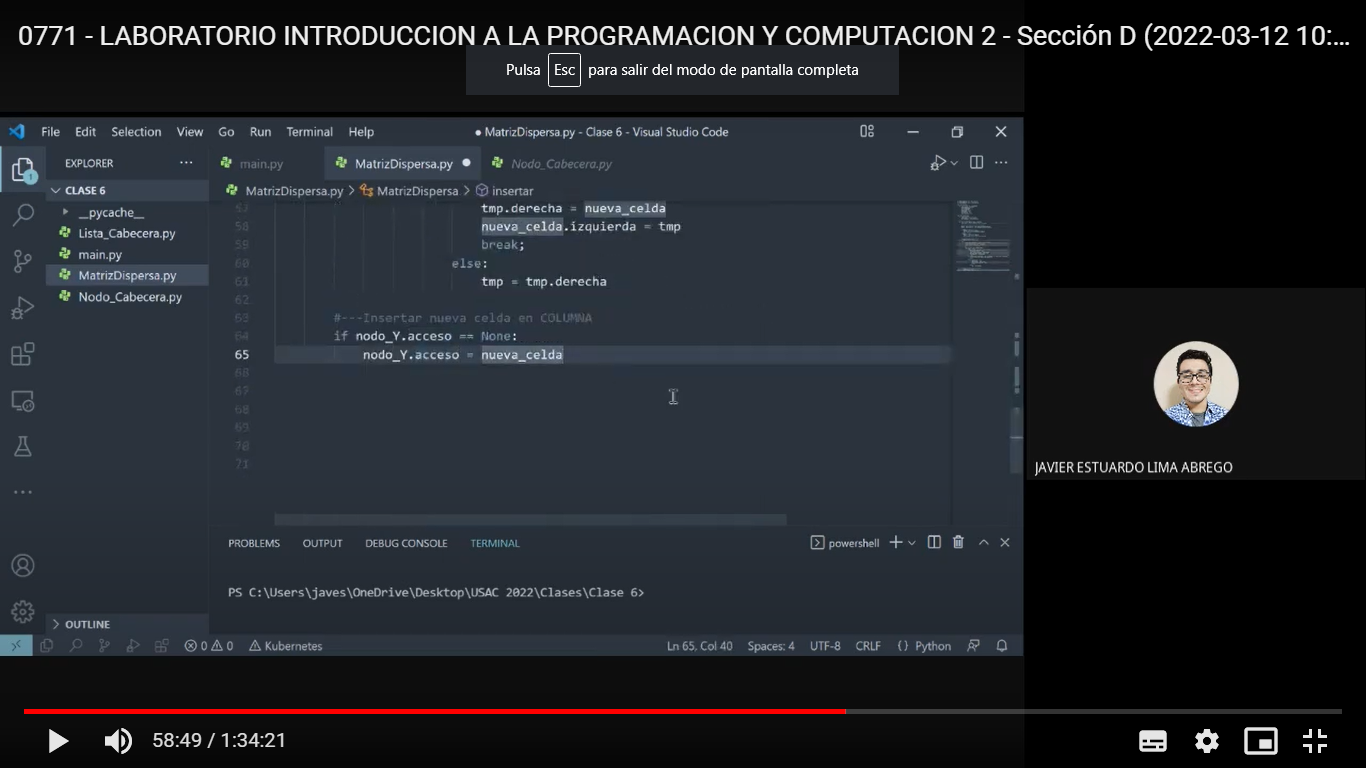 0771 - LABORATORIO INTRODUCCION A LA PROGRAMACION Y COMPUTACION 2 - Sección D (2022-03-12 10:...
Pulsa Esc para salir del modo de pantalla completa
File Edit Selection View Go Run Terminal Help
● MatrizDispersa.py - Clase 6 - Visual Studio Code
EXPLORER ...
main.py MatrizDispersa.py ● Nodo_Cabecera.py
CLASE 6
MatrizDispersa.py > MatrizDispersa > insertar
1
__pycache__
Lista_Cabecera.py
main.py
MatrizDispersa.py
Nodo_Cabecera.py
57 tmp.derecha = nueva_celda
58 nueva_celda.izquierda = tmp
59 break;
60 else:
61 tmp = tmp.derecha
62
63 #---Insertar nueva celda en COLUMNA
64 if nodo_Y.acceso == None:
65 nodo_Y.acceso = nueva_celda
66
67
68
69
70
71
JAVIER ESTUARDO LIMA ABREGO
PROBLEMS OUTPUT DEBUG CONSOLE TERMINAL
powershell
PS C:\Users\javes\OneDrive\Desktop\USAC 2022\Clases\Clase 6>
OUTLINE
0 0 Kubernetes
Ln 65, Col 40 Spaces: 4 UTF-8 CRLF {} Python
58:49 / 1:34:21